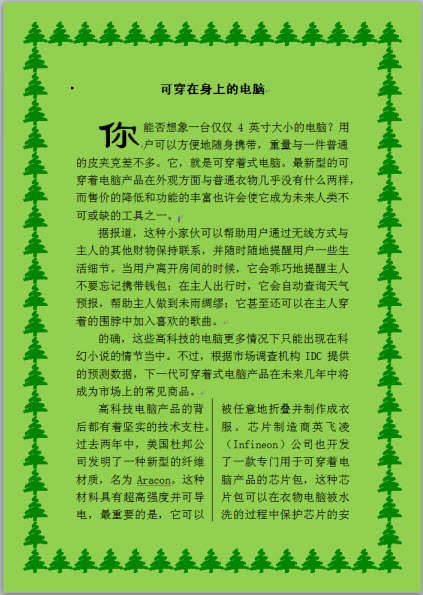 可穿在身上的电脑
你能否想象一台仅仅 4 英寸大小的电脑？用
户可以方便地随身携带，重量与一件普通
的皮夹克差不多。它，就是可穿着式电脑。最新型的可
穿着电脑产品在外观方面与普通衣物几乎没有什么两样，
而售价的降低和功能的丰富也许会使它成为未来人类不
可或缺的工具之一。
据报道，这种小家伙可以帮助用户通过无线方式与
主人的其他财物保持联系，并随时随地提醒用户一些生
活细节。当用户离开房间的时候，它会乖巧地提醒主人
不要忘记携带钱包；在主人出行时，它会自动查询天气
预报，帮助主人做到未雨绸缪；它甚至还可以在主人穿
着的围脖中加入喜欢的歌曲。
的确，这些高科技的电脑更多情况下只能出现在科
幻小说的情节当中。不过，根据市场调查机构 IDC 提供
的预测数据，下一代可穿着式电脑产品在未来几年中将
成为市场上的常见商品。
高科技电脑产品的背
后都有着坚实的技术支柱。
过去两年中，美国杜邦公
司发明了一种新型的纤维
材质，名为 Aracon。这种
材料具有超高强度并可导
电，最重要的是，它可以
被任意地折叠并制作成衣
服。芯片制造商英飞凌
（Infineon）公司也开发
了一款专门用于可穿着电
脑产品的芯片包，这种芯
片包可以在衣物电脑被水
洗的过程中保护芯片的安